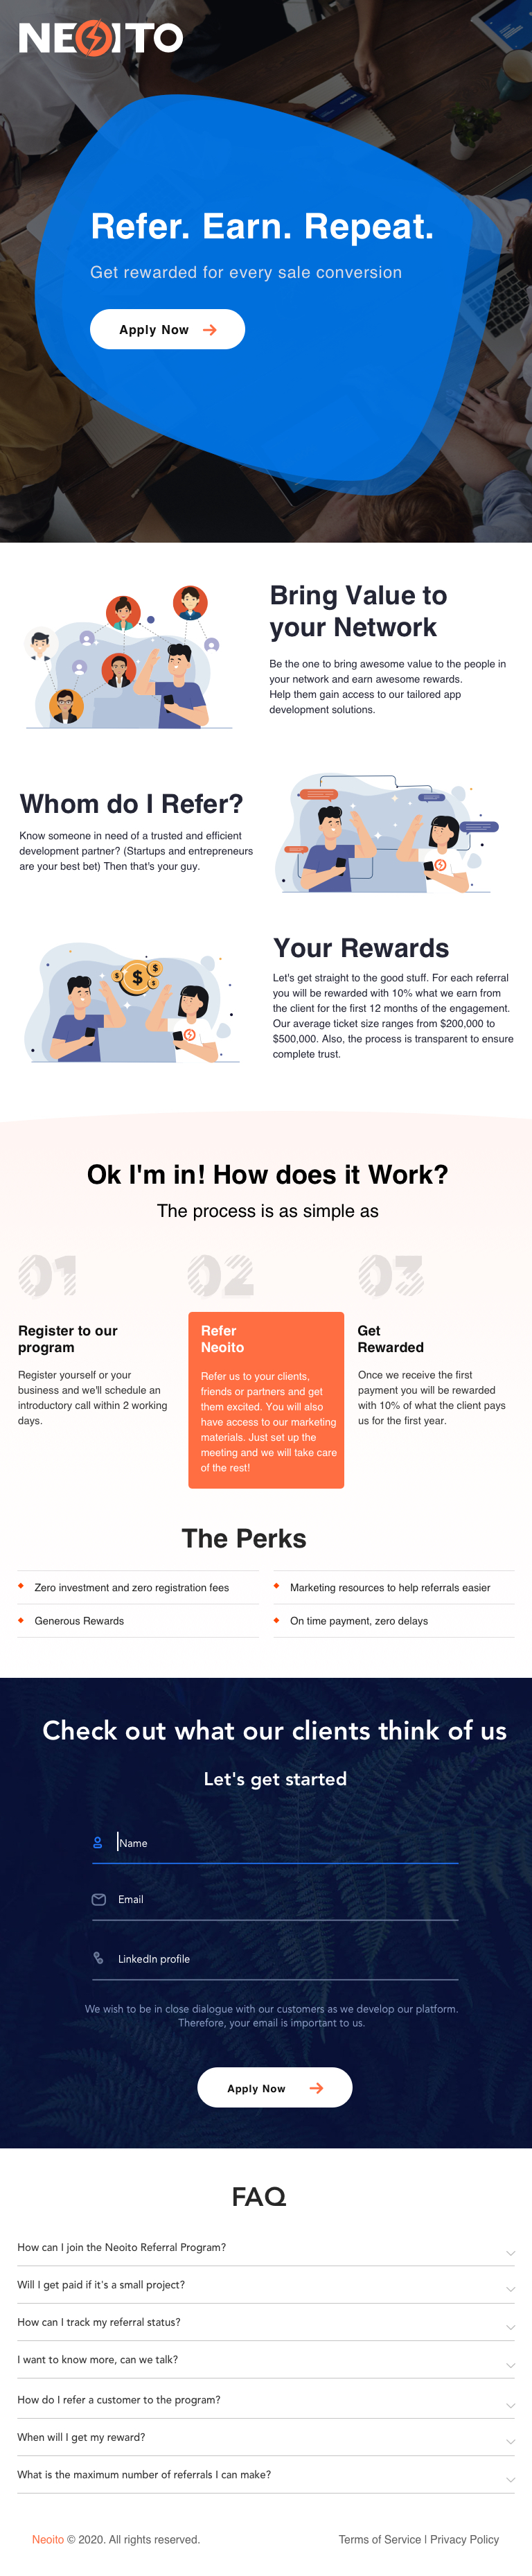 NEOITO
Refer. Earn. Repeat.
Get rewarded for every sale conversion
Apply Now
Bring Value to
your Network
Be the one to bring awesome value to the people in
your network and earn awesome rewards.
Help them gain access to our tailored app
development solutions.
Whom do I Refer?
Know someone in need of a trusted and efficient
development partner? (Startups and entrepreneurs
are your best bet) Then that's your guy.
$
$
$
$
Your Rewards
Let's get straight to the good stuff. For each referral
you will be rewarded with 10% what we earn from
the client for the first 12 months of the engagement.
Our average ticket size ranges from $200,000 to
$500,000. Also, the process is transparent to ensure
complete trust.
Ok I'm in! How does it Work?
The process is as simple as
01
Register to our
program
Register yourself or your
business and we'll schedule an
introductory call within 2 working
days.
02
Refer
Neoito
Refer us to your clients,
friends or partners and get
them excited. You will also
have access to our marketing
materials. Just set up the
meeting and we will take care
of the rest!
03
Get
Rewarded
Once we receive the first
payment you will be rewarded
with 10% of what the client pays
us for the first year.
The Perks
Zero investment and zero registration fees
Marketing resources to help referrals easier
Generous Rewards
On time payment, zero delays
Check out what our clients think of us
Let's get started
Name
Email
LinkedIn profile
We wish to be in close dialogue with our customers as we develop our platform.
Therefore, your email is important to us.
Apply Now
FAQ
How can I join the Neoito Referral Program?
Will I get paid if it's a small project?
How can I track my referral status?
I want to know more, can we talk?
How do I refer a customer to the program?
When will I get my reward?
What is the maximum number of referrals I can make?
Neoito © 2020. All rights reserved.
Terms of Service | Privacy Policy